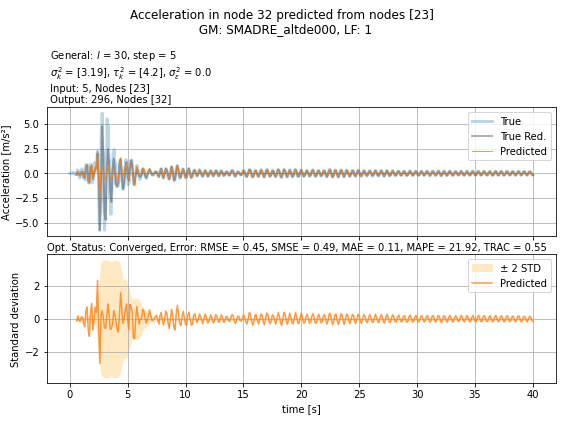 Acceleration in node 32 predicted from nodes [23]
GM: SMADRE_altde000, LF: 1
General: l = 30, step = 5
σ²_k = [3.19], τ²_k = [4.2], σ²_ε = 0.0
Input: 5, Nodes [23]
Output: 296, Nodes [32]
Acceleration [m/s²]
5.0
2.5
0.0
−2.5
−5.0
True
True Red.
Predicted
Opt. Status: Converged, Error: RMSE = 0.45, SMSE = 0.49, MAE = 0.11, MAPE = 21.92, TRAC = 0.55
Standard deviation
2
0
−2
± 2 STD
Predicted
0 5 10 15 20 25 30 35 40
time [s]